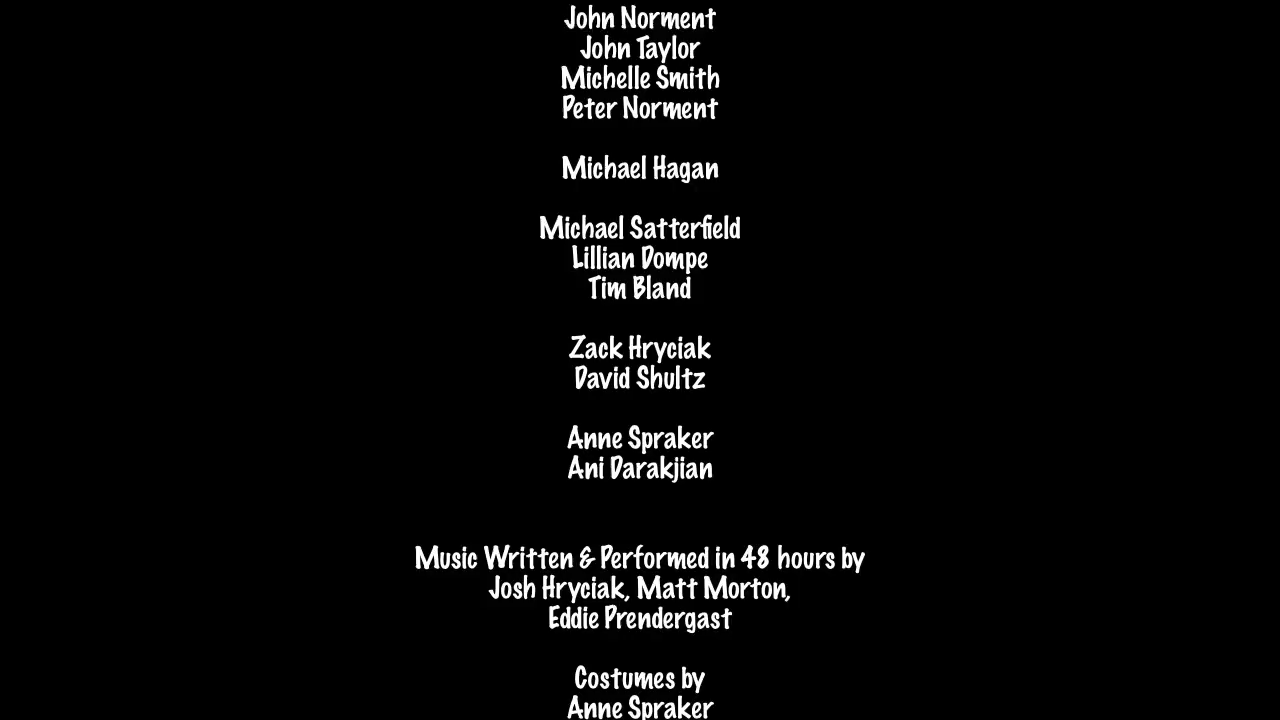 John Norment
John Taylor
Michelle Smith
Peter Norment
Michael Hagan
Michael Satterfield
Lillian Dompe
Tim Bland
Zack Hryciak
David Shultz
Anne Spraker
Ani Darakjian
Music Written & Performed in 48 hours by
Josh Hryciak, Matt Morton,
Eddie Prendergast
Costumes by
Anne Spraker